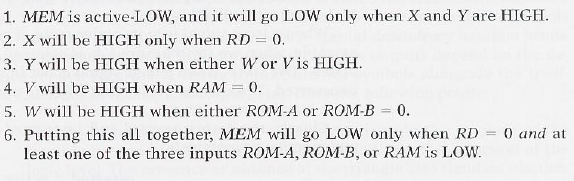 1. MEM is active-LOW, and it will go LOW only when X and Y are HIGH.
2. X will be HIGH only when RD = 0.
3. Y will be HIGH when either W or V is HIGH.
4. V will be HIGH when RAM = 0.
5. W will be HIGH when either ROM-A or ROM-B = 0.
6. Putting this all together, MEM will go LOW only when RD = 0 and at
least one of the three inputs ROM-A, ROM-B, or RAM is LOW.